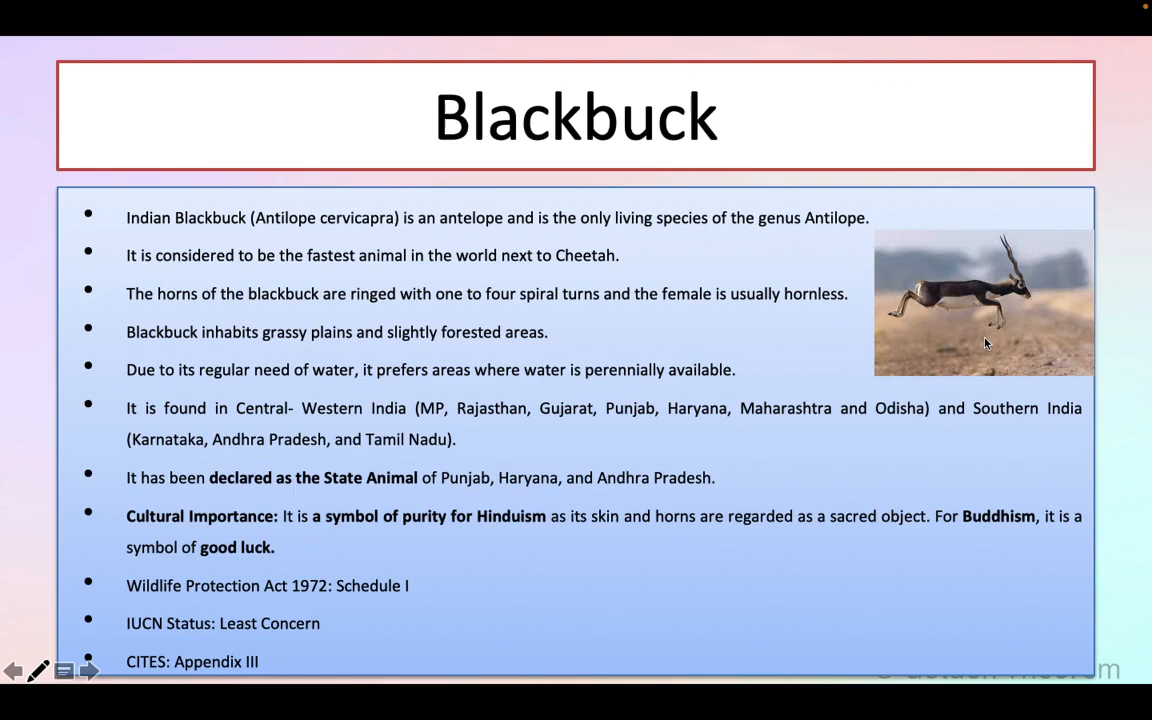 Blackbuck
• Indian Blackbuck (Antilope cervicapra) is an antelope and is the only living species of the genus Antilope.
• It is considered to be the fastest animal in the world next to Cheetah.
• The horns of the blackbuck are ringed with one to four spiral turns and the female is usually hornless.
• Blackbuck inhabits grassy plains and slightly forested areas.
• Due to its regular need of water, it prefers areas where water is perennially available.
• It is found in Central- Western India (MP, Rajasthan, Gujarat, Punjab, Haryana, Maharashtra and Odisha) and Southern India
(Karnataka, Andhra Pradesh, and Tamil Nadu).
• It has been declared as the State Animal of Punjab, Haryana, and Andhra Pradesh.
• Cultural Importance: It is a symbol of purity for Hinduism as its skin and horns are regarded as a sacred object. For Buddhism, it is a
symbol of good luck.
• Wildlife Protection Act 1972: Schedule I
• IUCN Status: Least Concern
• CITES: Appendix III